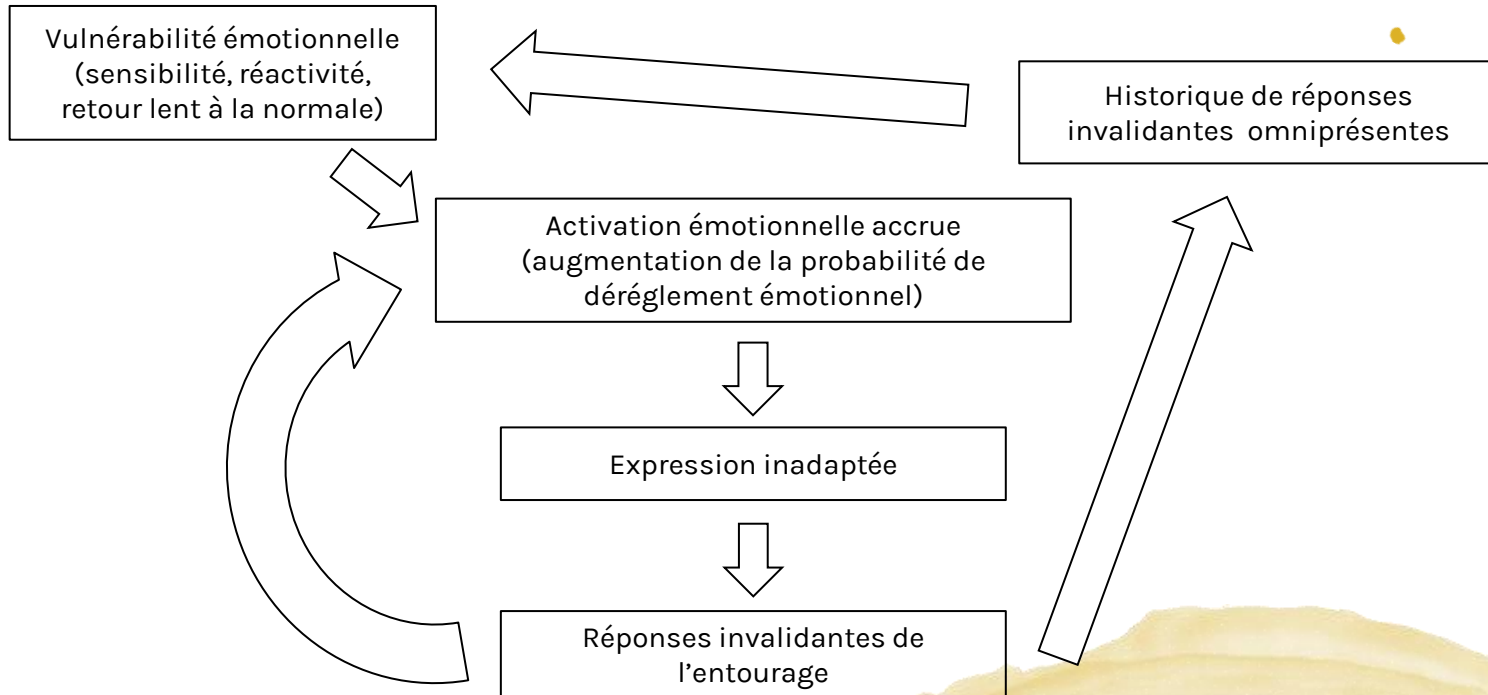 Vulnérabilité émotionnelle
(sensibilité, réactivité,
retour lent à la normale)
Historique de réponses
invalidantes  omniprésentes
Activation émotionnelle accrue
(augmentation de la probabilité de
déréglement émotionnel)
Expression inadaptée
Réponses invalidantes de
l’entourage